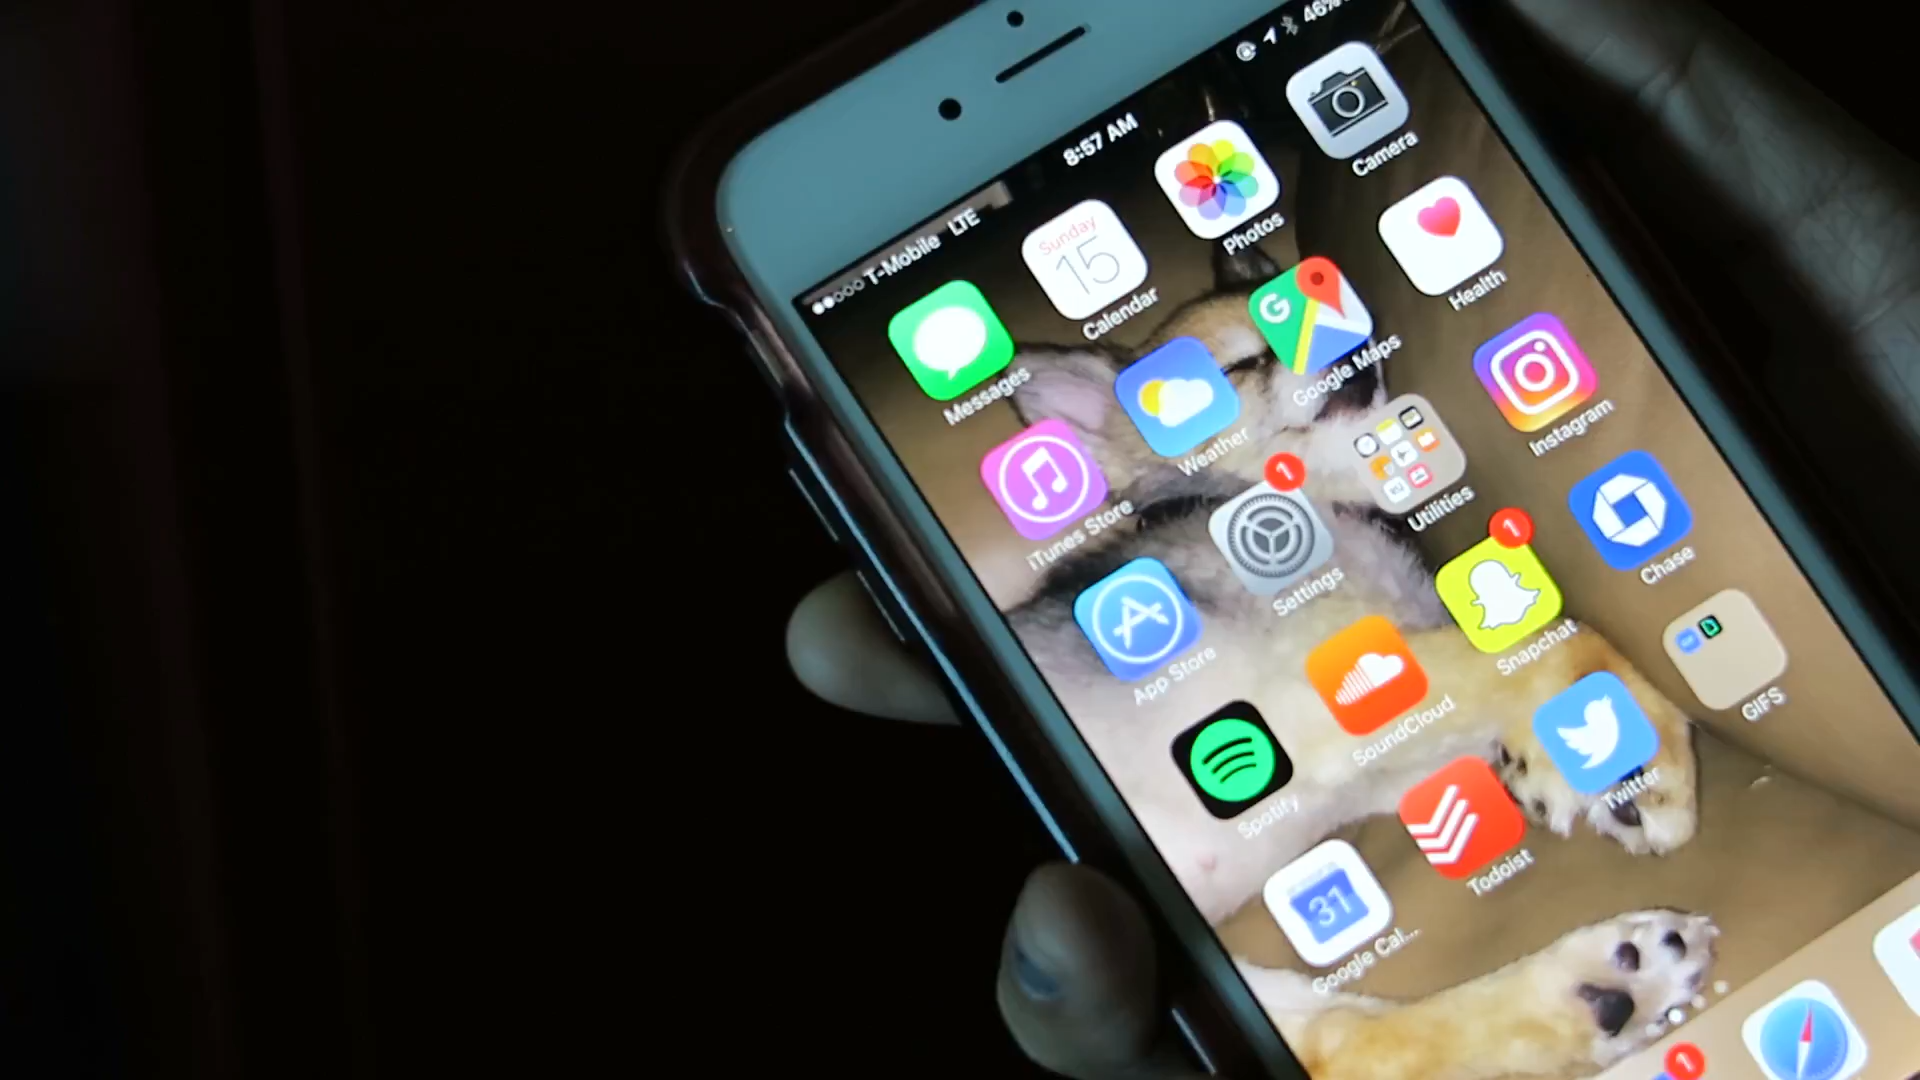 T-Mobile LTE 8:57 AM 46%
Messages
Sunday
15
Calendar
Photos
Camera
iTunes Store
Weather
G
Google Maps
Health
App Store
1
Settings
Utilities
Instagram
Spotify
SoundCloud
1
Snapchat
Chase
31
Google Cal...
Todoist
Twitter
GIFS
1